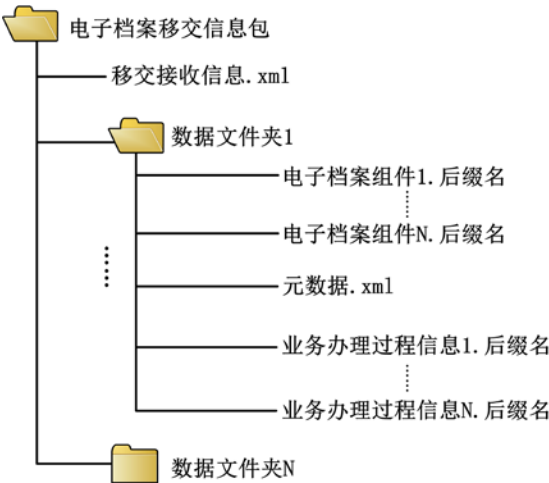 电子档案移交信息包
移交接收信息.xml
数据文件夹1
电子档案组件1.后缀名
电子档案组件N.后缀名
元数据.xml
业务办理过程信息1.后缀名
业务办理过程信息N.后缀名
数据文件夹N